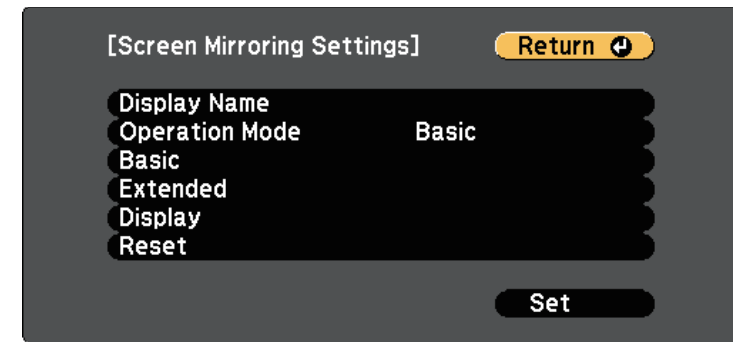 [Screen Mirroring Settings] Return
Display Name
Operation Mode Basic
Basic
Extended
Display
Reset
Set